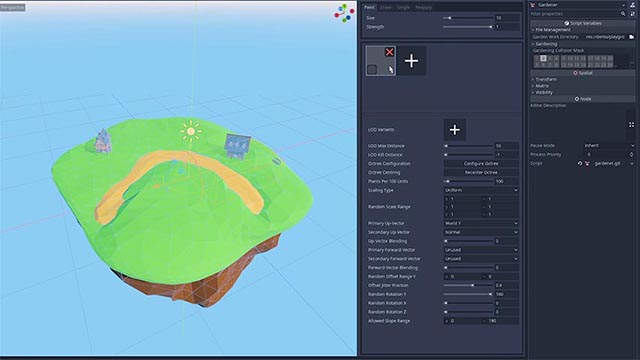 Perspective
Paint Erase Single Reapply
Size 10
Strength 1
LOD Variants
LOD Max Distance 10
LOD Kill Distance -1
Octree Configuration Configure Octree
Octree Centring Recenter Octree
Plants Per 100 Units 100
Scaling Type Uniform
Random Scale Range
1 1
1 1
1 1
Primary Up-Vector World Y
Secondary Up-Vector Normal
Up-Vector Blending 0
Primary Forward-Vector Unused
Secondary Forward-Vector Unused
Forward-Vector Blending 0
Random Offset Range Y 0 0
Offset Jitter Fraction 0.6
Random Rotation Y 180
Random Rotation X 0
Random Rotation Z 0
Allowed Slope Range 0 180
Gardener
Filter properties
Script Variables
File Management
Garden Work Directory
Gardening
Gardening Collision Mask
Spatial
Transform
Matrix
Visibility
Node
Editor Description
Pause Mode Inherit
Process Priority 0
Script gardener.gd